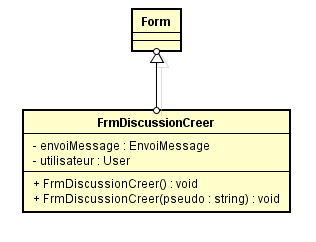 Form
FrmDiscussionCreer
- envoiMessage : EnvoiMessage
- utilisateur : User
+ FrmDiscussionCreer() : void
+ FrmDiscussionCreer(pseudo : string) : void